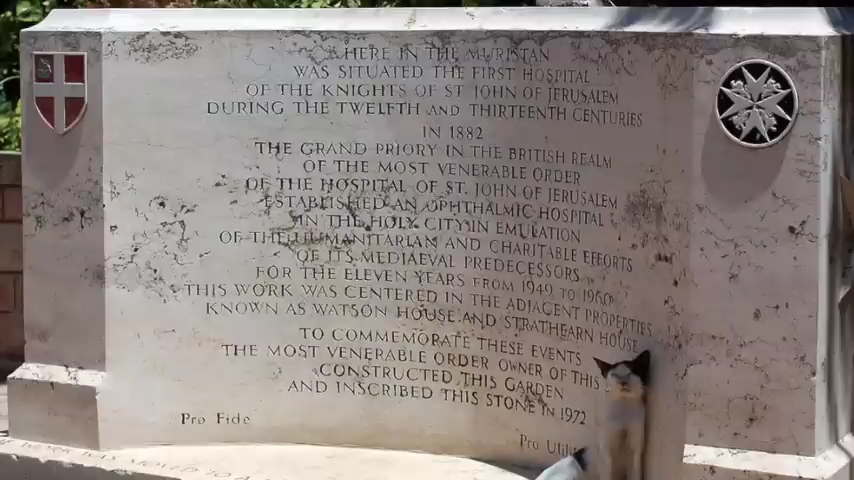 HERE IN THE MURISTAN
WAS SITUATED THE FIRST HOSPITAL
OF THE KNIGHTS OF ST JOHN OF JERUSALEM
DURING THE TWELFTH AND THIRTEENTH CENTURIES
IN 1882
THE GRAND PRIORY IN THE BRITISH REALM
OF THE MOST VENERABLE ORDER
OF THE HOSPITAL OF ST. JOHN OF JERUSALEM
ESTABLISHED AN OPHTHALMIC HOSPITAL
IN THE HOLY CITY IN EMULATION
OF THE HUMANITARIAN AND CHARITABLE EFFORTS
OF ITS MEDIAEVAL PREDECESSORS
FOR THE ELEVEN YEARS FROM 1949 TO 1960
THIS WORK WAS CENTERED IN THE ADJACENT PROPERTIES
KNOWN AS WATSON HOUSE AND STRATHEARN HOUSE
TO COMMEMORATE THESE EVENTS
THE MOST VENERABLE ORDER OWNER OF THIS
CONSTRUCTED THIS GARDEN
AND INSCRIBED THIS STONE IN 1972
Pro Fide
Pro
WAS MOVED TO